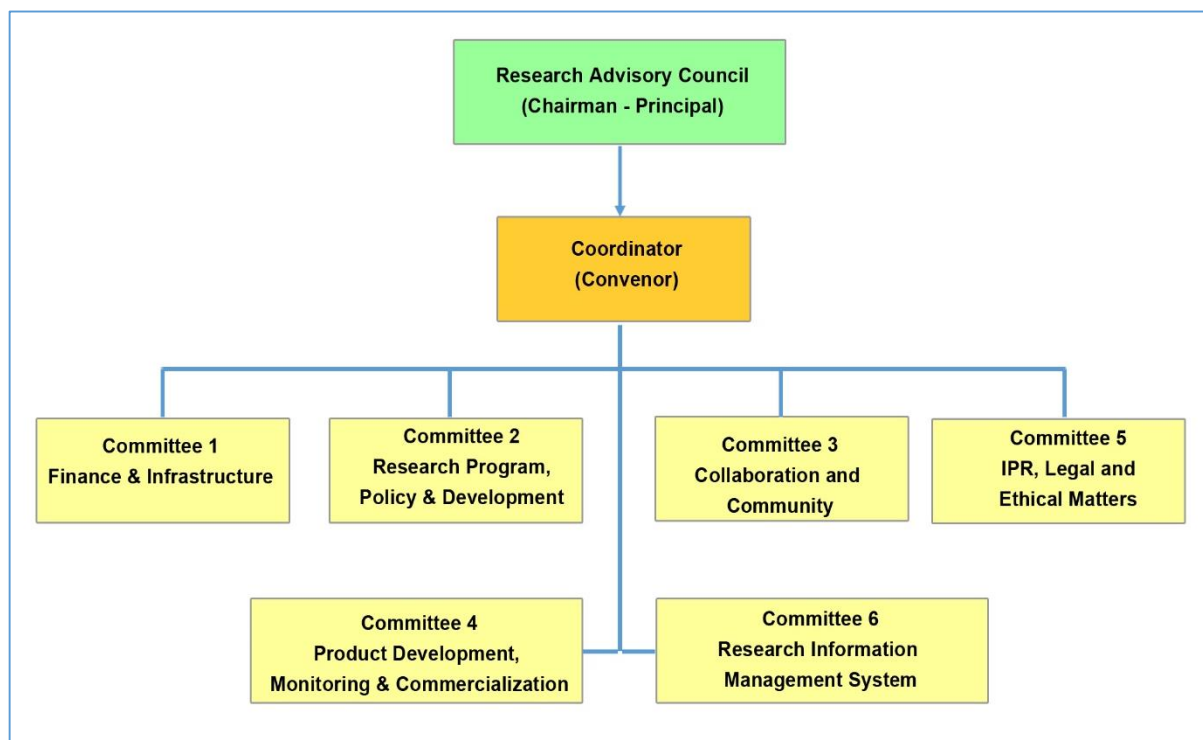 Research Advisory Council
(Chairman - Principal)
Coordinator
(Convenor)
Committee 1
Finance & Infrastructure
Committee 2
Research Program,
Policy & Development
Committee 3
Collaboration and
Community
Committee 5
IPR, Legal and
Ethical Matters
Committee 4
Product Development,
Monitoring & Commercialization
Committee 6
Research Information
Management System